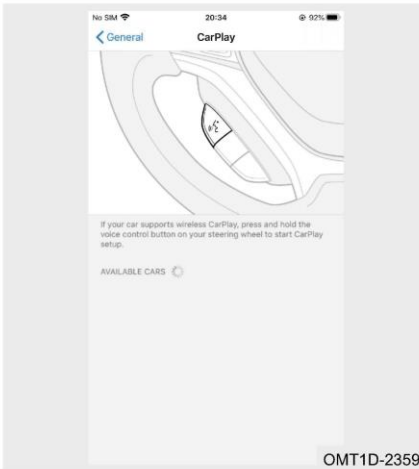 No SIM 20:34 92%
General CarPlay
If your car supports wireless CarPlay, press and hold the
voice control button on your steering wheel to start CarPlay
setup.
AVAILABLE CARS
OMT1D-2359